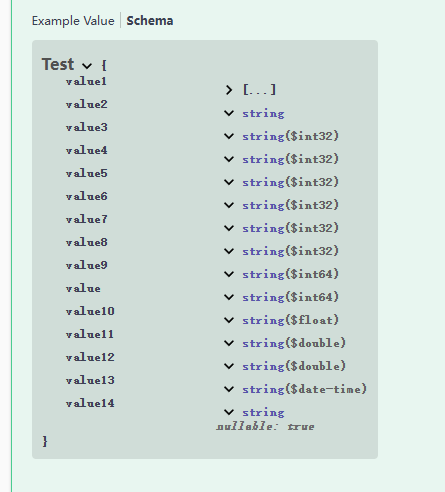 Example Value Schema
Test {
value1 [...]
value2 string
value3 string($int32)
value4 string($int32)
value5 string($int32)
value6 string($int32)
value7 string($int32)
value8 string($int32)
value9 string($int64)
value string($int64)
value10 string($float)
value11 string($double)
value12 string($double)
value13 string($date-time)
value14 string
nullable: true
}